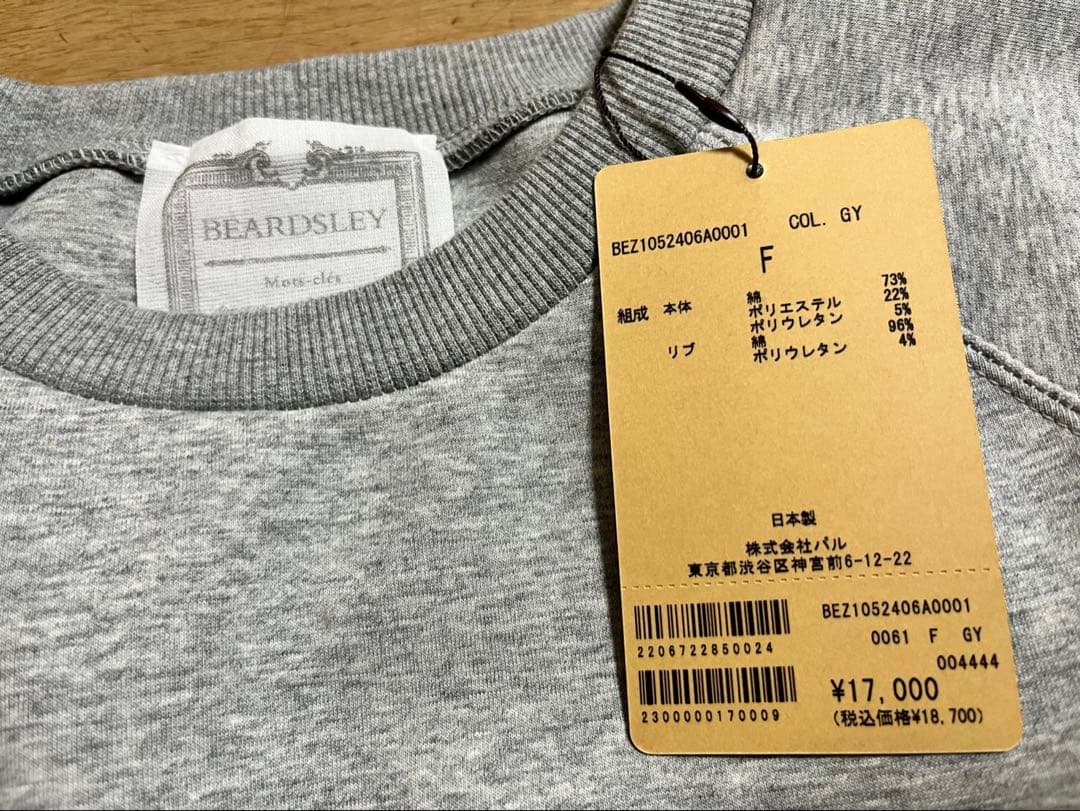 BEARDSLEY
Mots-clés
BEZ1052406A0001 COL. GY
F
組成 本体 綿 73%
ポリエステル 22%
ポリウレタン 5%
リブ 綿 96%
ポリウレタン 4%
日本製
株式会社パル
東京都渋谷区神宮前6-12-22
BEZ1052406A0001
2206722850024
0061 F GY
004444
¥17,000
2300000170009
(税込価格¥18,700)